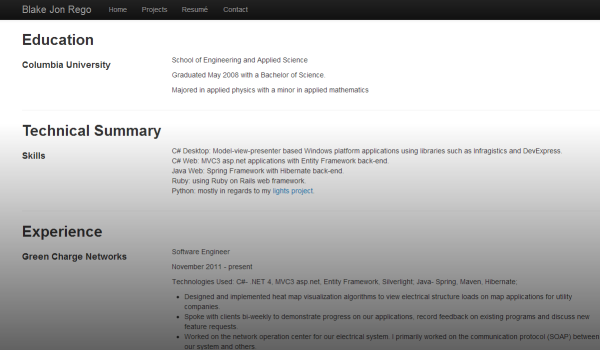 Blake Jon Rego Home Projects Resumé Contact
Education
Columbia University School of Engineering and Applied Science
Graduated May 2008 with a Bachelor of Science
Majored in applied physics with a minor in applied mathematics
Technical Summary
Skills C# Desktop: Model-view-presenter based Windows platform applications using libraries such as Infragistics and DevExpress.
C# Web: MVC3 asp.net applications with Entity Framework back-end.
Java Web: Spring Framework with Hibernate back-end.
Ruby: using Ruby on Rails web framework.
Python: mostly in regards to my lights project.
Experience
Green Charge Networks Software Engineer
November 2011 - present
Technologies Used: C#- .NET 4, MVC3 asp.net, Entity Framework, Silverlight; Java- Spring, Maven, Hibernate;
• Designed and implemented heat map visualization algorithms to view electrical structure loads on map applications for utility
companies.
• Spoke with clients bi-weekly to demonstrate progress on our applications, record feedback on existing programs and discuss new
feature requests.
• Worked on the network operation center for our electrical system. I primarily worked on the communication protocol (SOAP) between
our system and others.